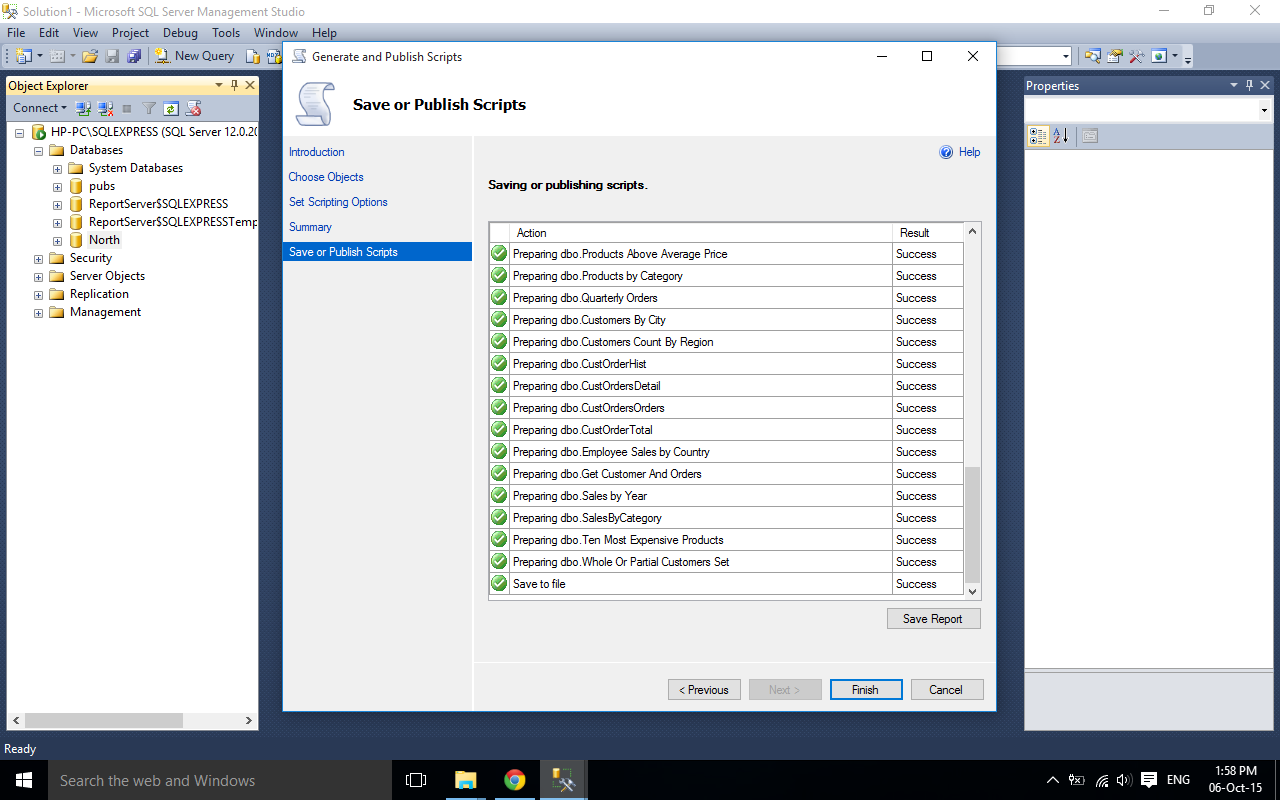 Solution1 - Microsoft SQL Server Management Studio
File Edit View Project Debug Tools Window Help
New Query
Object Explorer
Connect
HP-PC\SQLEXPRESS (SQL Server 12.0.20
Databases
System Databases
pubs
ReportServer$SQLEXPRESS
ReportServer$SQLEXPRESSTemp
North
Security
Server Objects
Replication
Management
Generate and Publish Scripts
Save or Publish Scripts
Introduction
Choose Objects
Set Scripting Options
Summary
Save or Publish Scripts
Help
Saving or publishing scripts.
Action Result
Preparing dbo.Products Above Average Price Success
Preparing dbo.Products by Category Success
Preparing dbo.Quarterly Orders Success
Preparing dbo.Customers By City Success
Preparing dbo.Customers Count By Region Success
Preparing dbo.CustOrderHist Success
Preparing dbo.CustOrdersDetail Success
Preparing dbo.CustOrdersOrders Success
Preparing dbo.CustOrderTotal Success
Preparing dbo.Employee Sales by Country Success
Preparing dbo.Get Customer And Orders Success
Preparing dbo.Sales by Year Success
Preparing dbo.SalesByCategory Success
Preparing dbo.Ten Most Expensive Products Success
Preparing dbo.Whole Or Partial Customers Set Success
Save to file Success
Save Report
< Previous Next > Finish Cancel
Properties
Ready
Search the web and Windows
ENG
1:58 PM
06-Oct-15